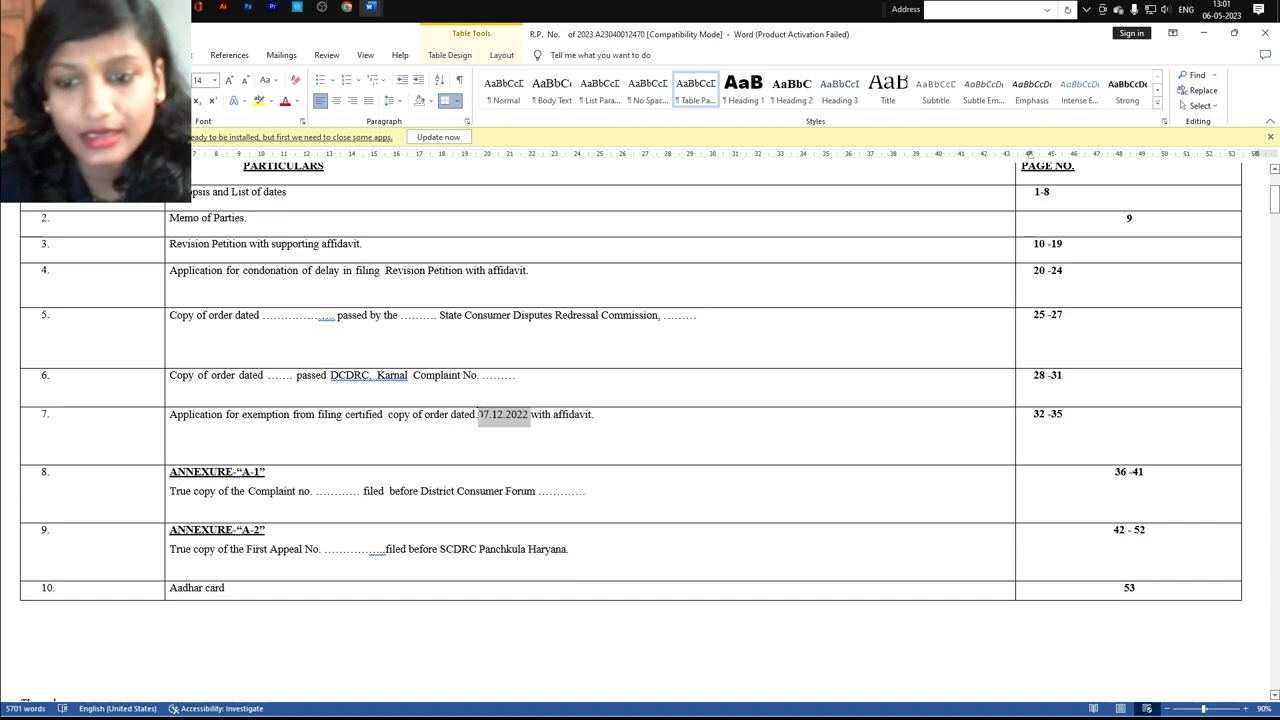 13:01
Address
ENG
06-05-2023
Table Tools
R.P. No. of 2023 A23040012470 [Compatibility Mode] - Word (Product Activation Failed)
Sign in
References Mailings Review View Help Table Design Layout Tell me what you want to do
14 Aa
AaBbCcD AaBbCcD AaBbCcD AaBbCcD AaBbCcD AaB AaBbC AaBbCcD AaB AaBbCcD AaBbCcDc AaBbCcDc AaBbCcDc AaBbCcDc
¶ Normal ¶ Body Text ¶ List Para... ¶ No Spac... ¶ Table Pa... ¶ Heading 1 ¶ Heading 2 Heading 3 Title Subtitle Subtle Em... Emphasis Intense E... Strong
Find
Replace
Select
Font Paragraph Styles Editing
ready to be installed, but first we need to close some apps. Update now
PARTICULARS PAGE NO.
and List of dates 1-8
2. Memo of Parties. 9
3. Revision Petition with supporting affidavit. 10 -19
4. Application for condonation of delay in filing Revision Petition with affidavit. 20 -24
5. Copy of order dated ………………….. passed by the ………. State Consumer Disputes Redressal Commission, ……… 25 -27
6. Copy of order dated ……. passed DCDRC, Karnal Complaint No. ……… 28 -31
7. Application for exemption from filing certified copy of order dated 07.12.2022 with affidavit. 32 -35
8. ANNEXURE-“A-1” 36 -41
True copy of the Complaint no. ………… filed before District Consumer Forum ………….
9. ANNEXURE-“A-2” 42 - 52
True copy of the First Appeal No. ……………….filed before SCDRC Panchkula Haryana.
10. Aadhar card 53
5701 words English (United States) Accessibility: Investigate 90%